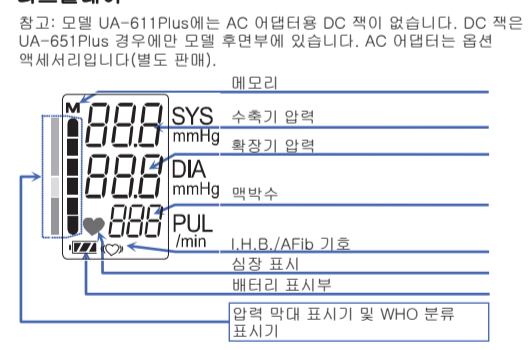 참고: 모델 UA-611Plus에는 AC 어댑터용 DC 잭이 없습니다. DC 잭은
UA-651Plus 경우에만 모델 후면부에 있습니다. AC 어댑터는 옵션
액세서리입니다(별도 판매).
메모리
M
88.8
SYS
mmHg
수축기 압력
확장기 압력
88.8
DIA
mmHg
맥박수
888
PUL
/min
I.H.B./AFib 기호
심장 표시
배터리 표시부
압력 막대 표시기 및 WHO 분류
표시기